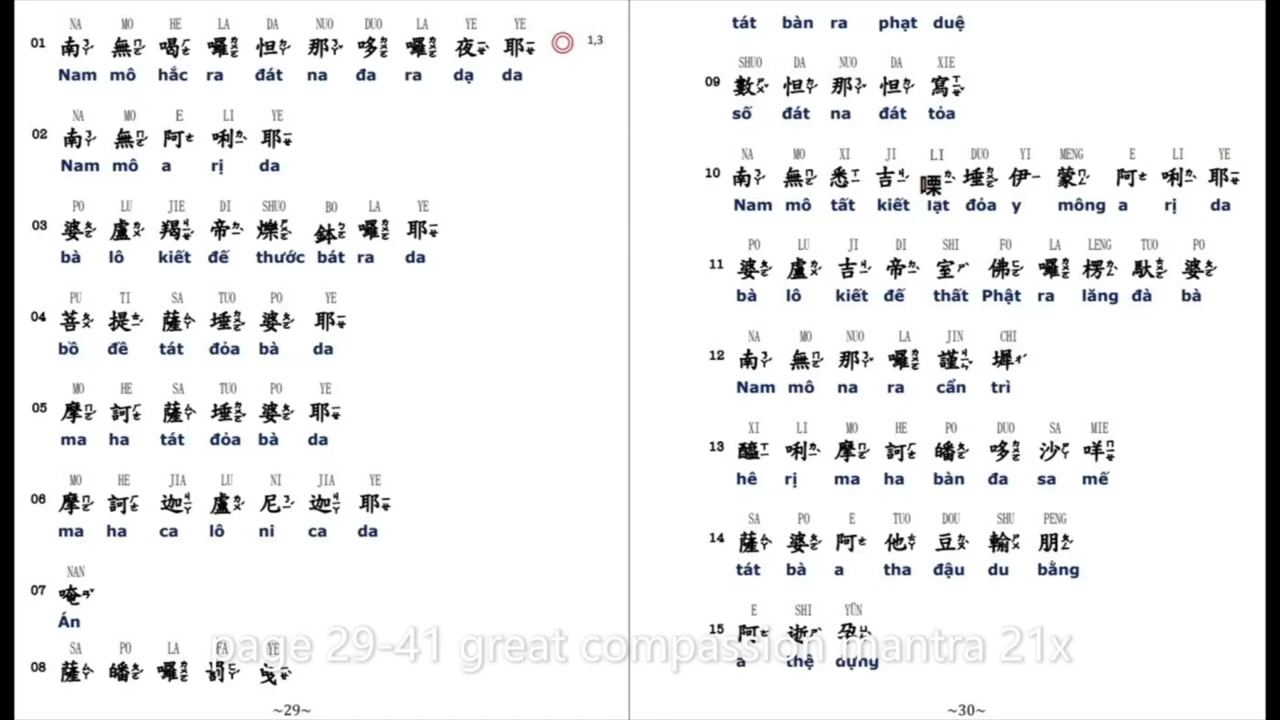 NA MO HE LA DA NUO DUO LA YE YE
01 南無喝囉怛那哆囉夜耶 1,3
Nam mô hắc ra đát na đa ra dạ da
NA MO E LI YE
02 南無阿唎耶
Nam mô a rị da
PO LU JIE DI SHUO BO LA YE
03 婆盧羯帝爍鉢囉耶
bà lô kiết đế thước bát ra da
PU TI SA TUO PO YE
04 菩提薩埵婆耶
bồ đề tát đỏa bà da
MO HE SA TUO PO YE
05 摩訶薩埵婆耶
ma ha tát đỏa bà da
MO HE JIA LU NI JIA YE
06 摩訶迦盧尼迦耶
ma ha ca lô ni ca da
NAN
07 唵
Án
SA PO LA FA YE
08 薩皤囉罰曳
~29~
tát bàn ra phạt duệ
SHUO DA NUO DA XIE
09 數怛那怛寫
số đát na đát tỏa
NA MO XI JI LI DUO YI MENG E LI YE
10 南無悉吉嘌埵伊蒙阿唎耶
Nam mô tất kiết lạt đỏa y mông a rị da
PO LU JI DI SHI FO LA LENG TUO PO
11 婆盧吉帝室佛囉楞馱婆
bà lô kiết đế thất Phật ra lăng đà bà
NA MO NUO LA JIN CHI
12 南無那囉謹墀
Nam mô na ra cẩn trì
XI LI MO HE PO DUO SA MIE
13 醯唎摩訶皤哆沙咩
hê rị ma ha bàn đa sa mế
SA PO E TUO DOU SHU PENG
14 薩婆阿他豆輸朋
tát bà a tha đậu du bằng
E SHI YÜN
15 阿逝孕
a thệ dựng
~30~
page 29-41 great compassion mantra 21x